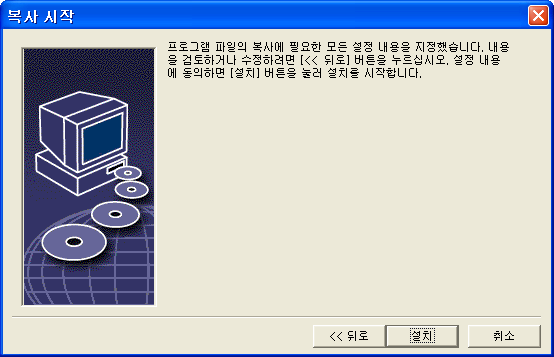 복사 시작
프로그램 파일의 복사에 필요한 모든 설정 내용을 지정했습니다. 내용
을 검토하거나 수정하려면 [<< 뒤로] 버튼을 누르십시오. 설정 내용
에 동의하면 [설치] 버튼을 눌러 설치를 시작합니다.
<< 뒤로 설치 취소